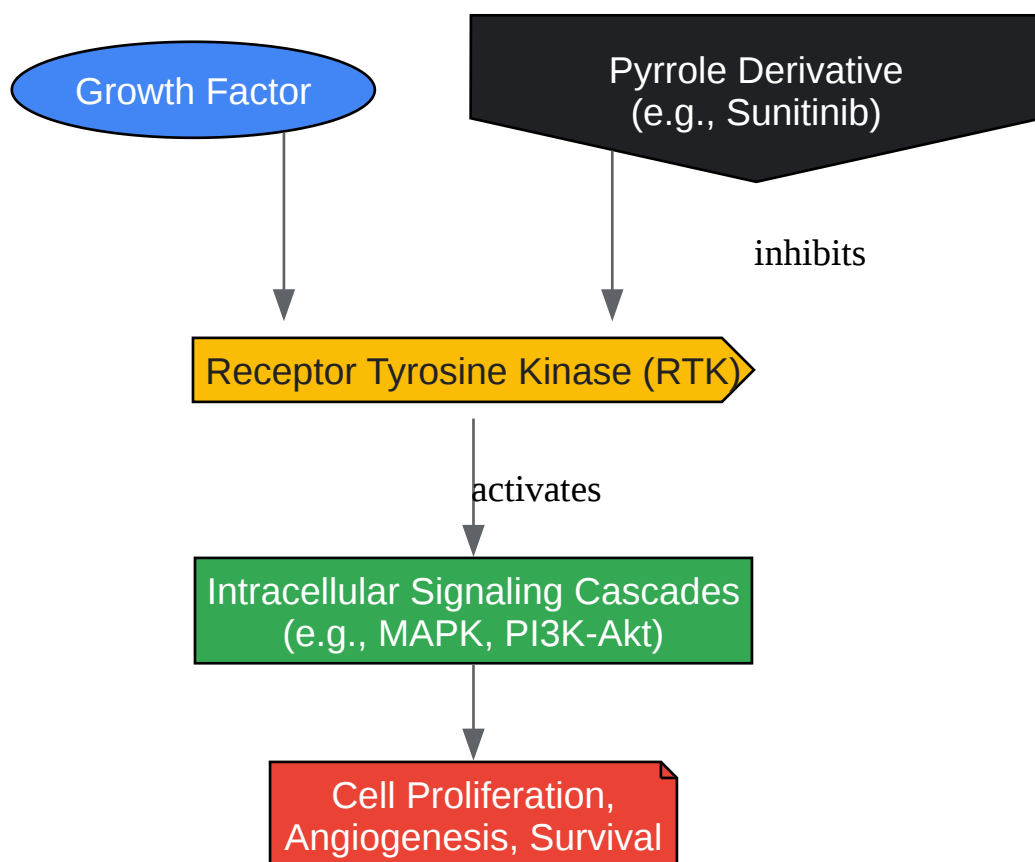 Growth Factor
Pyrrole Derivative
(e.g., Sunitinib)
inhibits
Receptor Tyrosine Kinase (RTK)
activates
Intracellular Signaling Cascades
(e.g., MAPK, PI3K-Akt)
Cell Proliferation,
Angiogenesis, Survival